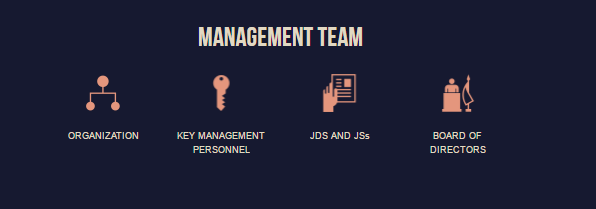 MANAGEMENT TEAM
ORGANIZATION
KEY MANAGEMENT
PERSONNEL
JDS AND JSs
BOARD OF
DIRECTORS